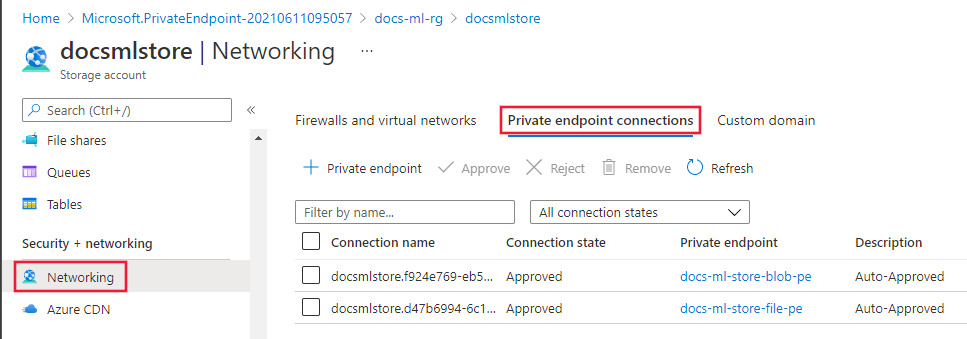 Home > Microsoft.PrivateEndpoint-20210611095057 > docs-ml-rg > docsmlstore
docsmlstore | Networking ...
Storage account
Search (Ctrl+/) «
File shares
Queues
Tables
Security + networking
Networking
Azure CDN
Firewalls and virtual networks Private endpoint connections Custom domain
+ Private endpoint Approve Reject Remove Refresh
Filter by name... All connection states
Connection name Connection state Private endpoint Description
docsmlstore.f924e769-eb5... Approved docs-ml-store-blob-pe Auto-Approved
docsmlstore.d47b6994-6c1... Approved docs-ml-store-file-pe Auto-Approved